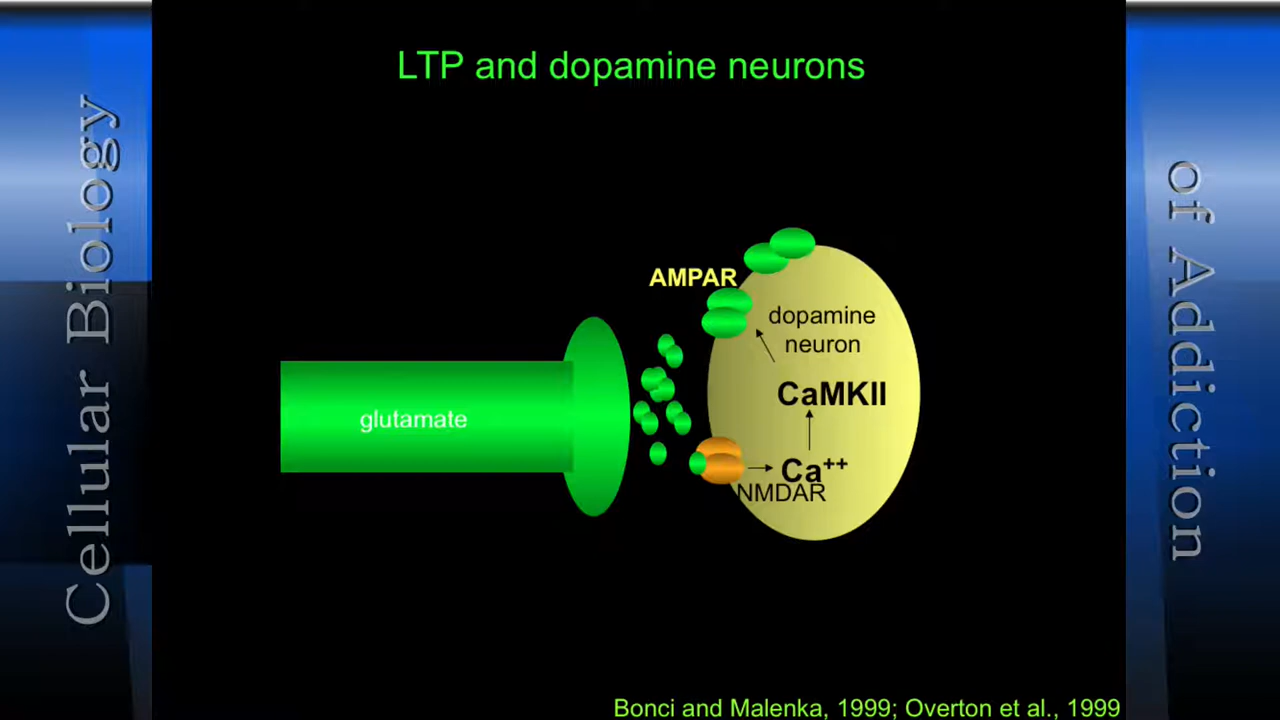 LTP and dopamine neurons
Cellular Biology
of Addiction
AMPAR
dopamine
neuron
CaMKII
glutamate
Ca++
NMDAR
Bonci and Malenka, 1999; Overton et al., 1999